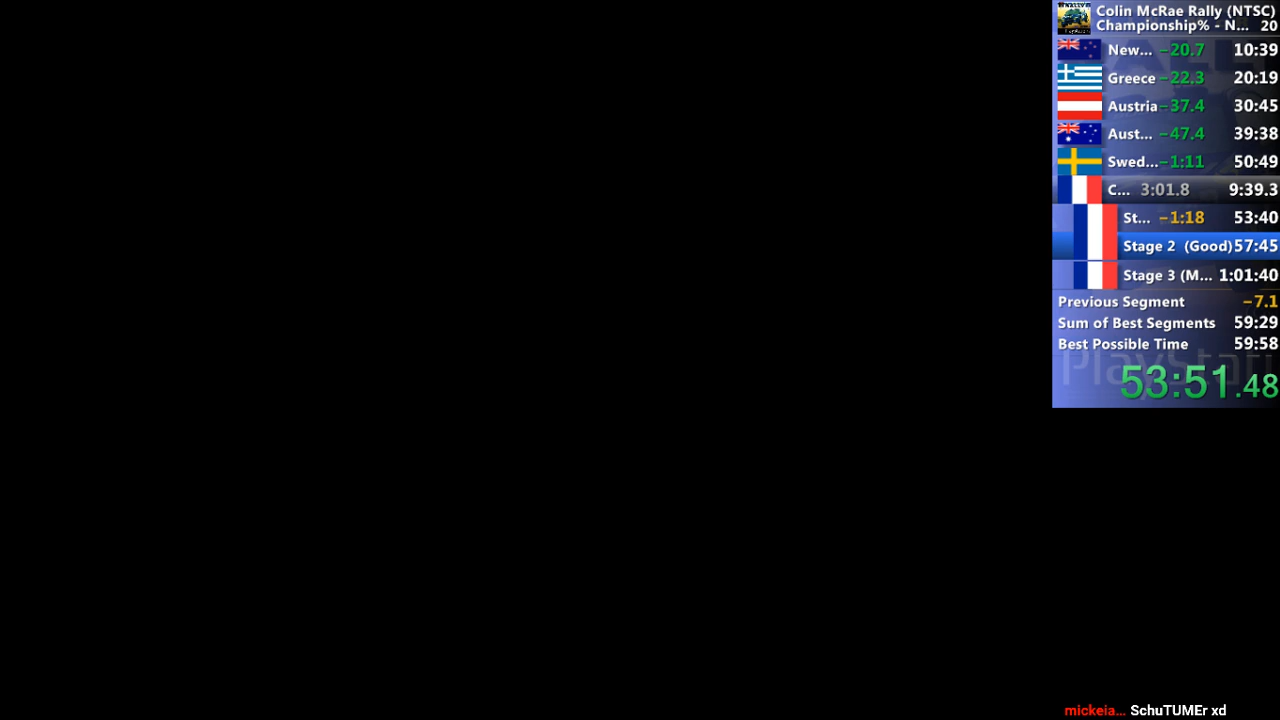 Colin McRae Rally (NTSC)
Championship% - N... 20
New... −20.7 10:39
Greece −22.3 20:19
Austria −37.4 30:45
Aust... −47.4 39:38
Swed... −1:11 50:49
C... 3:01.8 9:39.3
St... −1:18 53:40
Stage 2 (Good) 57:45
Stage 3 (M... 1:01:40
Previous Segment −7.1
Sum of Best Segments 59:29
Best Possible Time 59:58
53:51.48
mickeia... SchuTUMEr xd